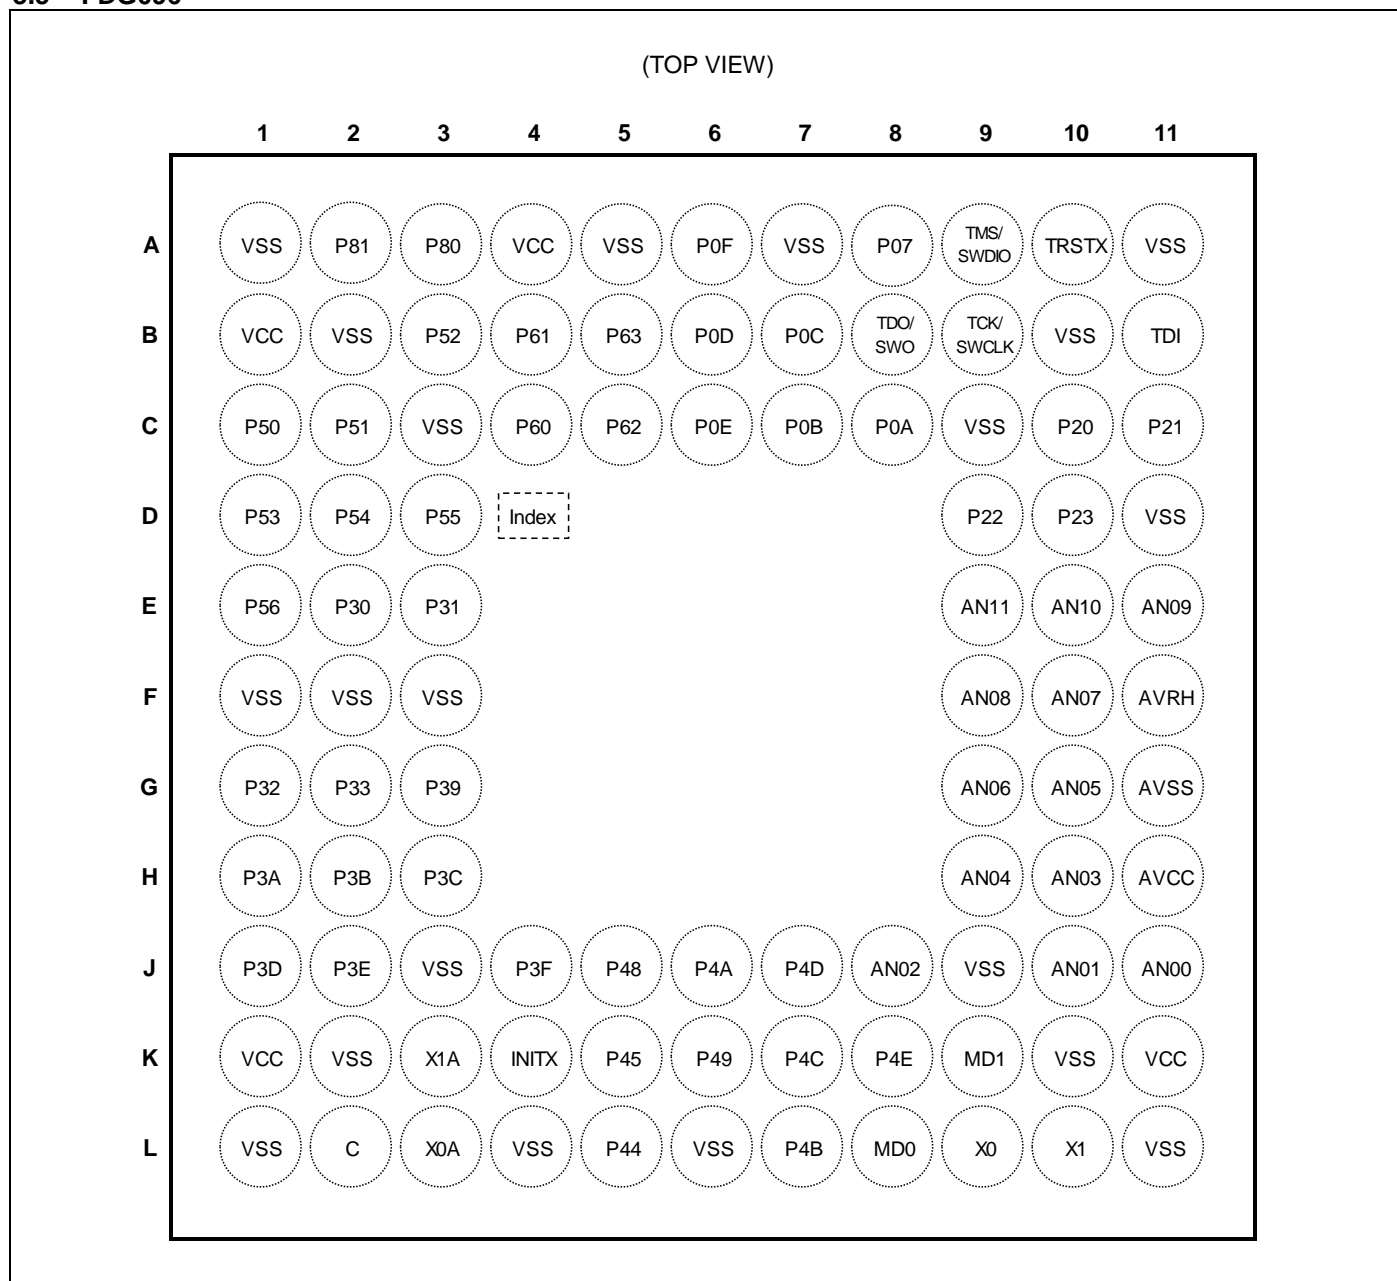 (TOP VIEW)
1 2 3 4 5 6 7 8 9 10 11
A VSS P81 P80 VCC VSS P0F VSS P07 TMS/ SWDIO TRSTX VSS
B VCC VSS P52 P61 P63 P0D P0C TDO/ SWO TCK/ SWCLK VSS TDI
C P50 P51 VSS P60 P62 P0E P0B P0A VSS P20 P21
D P53 P54 P55 Index P22 P23 VSS
E P56 P30 P31 AN11 AN10 AN09
F VSS VSS VSS AN08 AN07 AVRH
G P32 P33 P39 AN06 AN05 AVSS
H P3A P3B P3C AN04 AN03 AVCC
J P3D P3E VSS P3F P48 P4A P4D AN02 VSS AN01 AN00
K VCC VSS X1A INITX P45 P49 P4C P4E MD1 VSS VCC
L VSS C X0A VSS P44 VSS P4B MD0 X0 X1 VSS